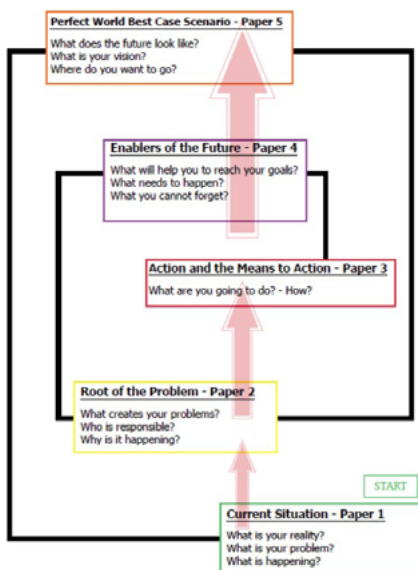 Perfect World Best Case Scenario - Paper 5
What does the future look like?
What is your vision?
Where do you want to go?
Enablers of the Future - Paper 4
What will help you to reach your goals?
What needs to happen?
What you cannot forget?
Action and the Means to Action - Paper 3
What are you going to do? - How?
Root of the Problem - Paper 2
What creates your problems?
Who is responsible?
Why is it happening?
START
Current Situation - Paper 1
What is your reality?
What is your problem?
What is happening?